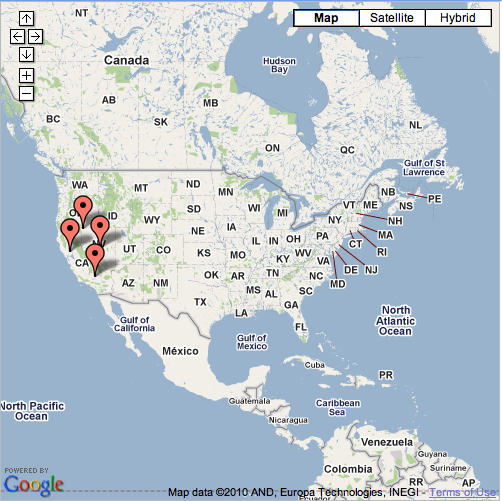 Map
Satellite
Hybrid
NT
NU
Canada
Hudson
Bay
AB
MB
BC
SK
NL
ON
QC
Gulf of St
Lawrence
WA
MT
ND
MN
NB
PE
VT
ME
NS
ID
SD
WI
MI
NY
NH
MA
WY
IA
PA
CT
RI
NE
IL
IN
OH
NJ
UT
CO
KS
MO
KY
WV
VA
DE
MD
CA
AZ
NM
OK
AR
TN
NC
SC
TX
MS
AL
GA
LA
FL
North
Atlantic
Ocean
Gulf of
California
Gulf of
Mexico
México
Cuba
PR
Guatemala
Caribbean
Sea
Nicaragua
North Pacific
Ocean
Venezuela
Guyana
Suriname
Colombia
RR
AP
POWERED BY
Google
Map data ©2010 AND, Europa Technologies, INEGI - Terms of Use